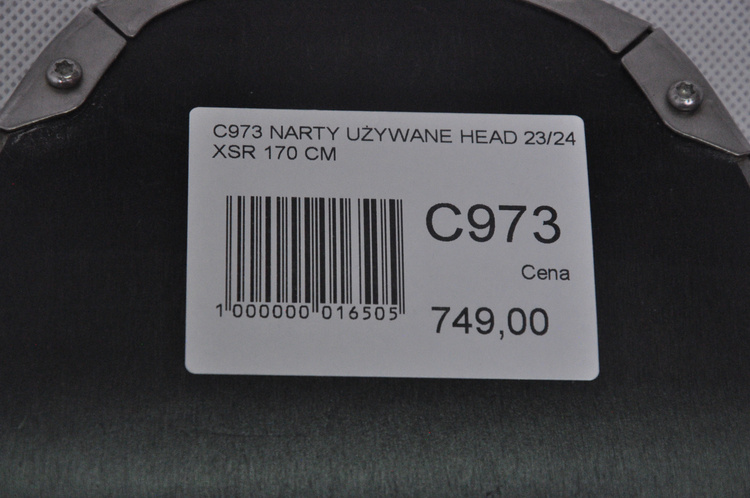 C973 NARTY UŻYWANE HEAD 23/24
XSR 170 CM
C973
Cena
749,00
1 000000 016505